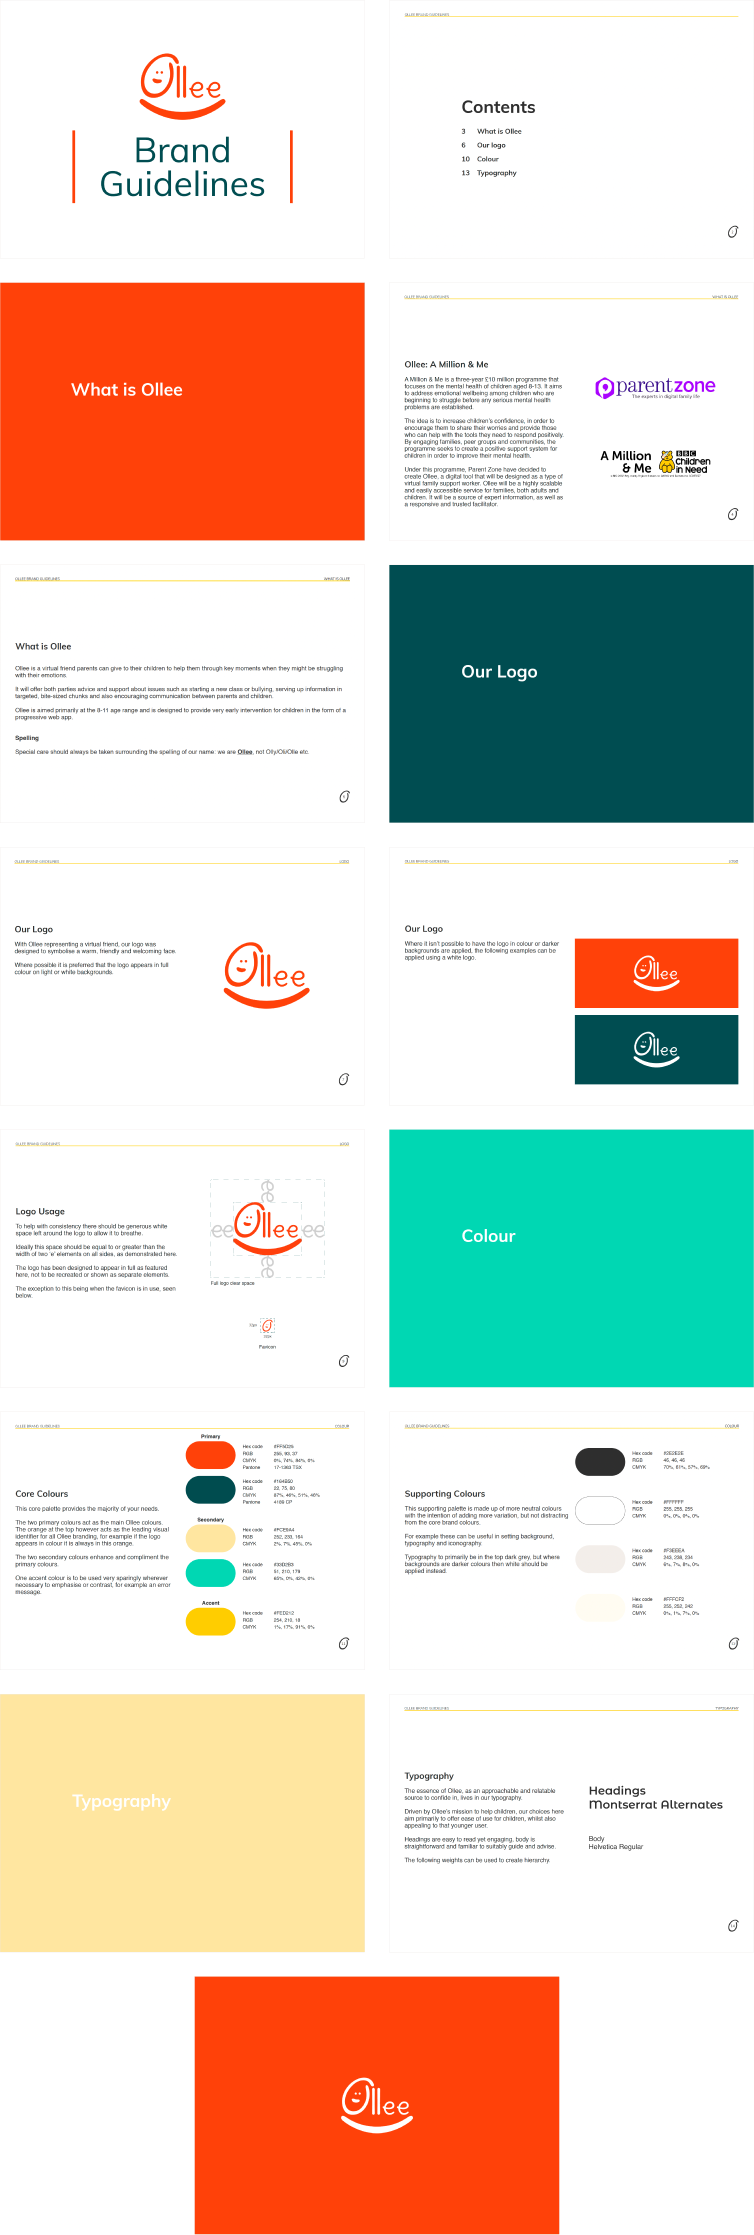 Ollee
Brand
Guidelines
OLLEE BRAND GUIDELINES
Contents
3 What is Ollee
6 Our logo
10 Colour
13 Typography
What is Ollee
OLLEE BRAND GUIDELINES WHAT IS OLLEE
Ollee: A Million & Me
A Million & Me is a three-year £10 million programme that
focuses on the mental health of children aged 8-13. It aims
to address emotional wellbeing among children who are
beginning to struggle before any serious mental health
problems are established.
The idea is to increase children's confidence, in order to
encourage them to share their worries and provide those
who can help with the tools they need to respond positively.
By engaging families, peer groups and communities, the
programme seeks to create a positive support system for
children in order to improve their mental health.
Under this programme, Parent Zone have decided to
create Ollee, a digital tool that will be designed as a type of
virtual family support worker. Ollee will be a highly scalable
and easily accessible service for families, both adults and
children. It will be a source of expert information, as well as
a responsive and trusted facilitator.
parentzone
The experts in digital family life
A Million
& Me
BBC
Children
in Need
OLLEE BRAND GUIDELINES WHAT IS OLLEE
What is Ollee
Ollee is a virtual friend parents can give to their children to help them through key moments when they might be struggling
with their emotions.
It will offer both parties advice and support about issues such as starting a new class or bullying, serving up information in
targeted, bite-sized chunks and also encouraging communication between parents and children.
Ollee is aimed primarily at the 8-11 age range and is designed to provide very early intervention for children in the form of a
progressive web app.
Spelling
Special care should always be taken surrounding the spelling of our name: we are Ollee, not Olly/Oli/Olle etc.
Our Logo
OLLEE BRAND GUIDELINES LOGO
Our Logo
With Ollee representing a virtual friend, our logo was
designed to symbolise a warm, friendly and welcoming face.
Where possible it is preferred that the logo appears in full
colour on light or white backgrounds.
Ollee
OLLEE BRAND GUIDELINES LOGO
Our Logo
Where it isn't possible to have the logo in colour or darker
backgrounds are applied, the following examples can be
applied using a white logo.
Ollee
Ollee
OLLEE BRAND GUIDELINES LOGO
Logo Usage
To help with consistency there should be generous white
space left around the logo to allow it to breathe.
Ideally this space should be equal to or greater than the
width of two 'e' elements on all sides, as demonstrated here.
The logo has been designed to appear in full as featured
here, not to be recreated or shown as separate elements.
The exception to this being when the favicon is in use, seen
below.
ee
ee Ollee ee
ee
Full logo clear space
Favicon
Colour
OLLEE BRAND GUIDELINES COLOUR
Core Colours
This core palette provides the majority of your needs.
The two primary colours act as the main Ollee colours.
The orange at the top however acts as the leading visual
identifier for all Ollee branding, for example if the logo
appears in colour it is always in this orange.
The two secondary colours enhance and compliment the
primary colours.
One accent colour is to be used very sparingly wherever
necessary to emphasise or contrast, for example an error
message.
Primary
Hex code #FF5D25
RGB 255, 93, 37
CMYK 0%, 74%, 84%, 0%
Pantone 17-1363 TSX
Hex code #164B50
RGB 22, 75, 80
CMYK 87%, 46%, 51%, 46%
Pantone 4189 CP
Secondary
Hex code #FCE9A4
RGB 252, 233, 164
CMYK 2%, 7%, 45%, 0%
Hex code #33D2B3
RGB 51, 210, 179
CMYK 65%, 0%, 42%, 0%
Accent
Hex code #FED212
RGB 254, 210, 18
CMYK 1%, 17%, 91%, 0%
OLLEE BRAND GUIDELINES COLOUR
Supporting Colours
This supporting palette is made up of more neutral colours
with the intention of adding more variation, but not distracting
from the core brand colours.
For example these can be useful in setting background,
typography and iconography.
Typography to primarily be in the top dark grey, but where
backgrounds are darker colours then white should be
applied instead.
Hex code #2E2E2E
RGB 46, 46, 46
CMYK 70%, 61%, 57%, 69%
Hex code #FFFFFF
RGB 255, 255, 255
CMYK 0%, 0%, 0%, 0%
Hex code #F3EEEA
RGB 243, 238, 234
CMYK 6%, 7%, 8%, 0%
Hex code #FFFCF2
RGB 255, 252, 242
CMYK 0%, 1%, 7%, 0%
Typography
OLLEE BRAND GUIDELINES TYPOGRAPHY
Typography
The essence of Ollee, as an approachable and relatable
source to confide in, lives in our typography.
Driven by Ollee's mission to help children, our choices here
aim primarily to offer ease of use for children, whilst also
appealing to that younger user.
Headings are easy to read yet engaging, body is
straightforward and familiar to suitably guide and advise.
The following weights can be used to create hierarchy.
Headings
Montserrat Alternates
Body
Helvetica Regular
Ollee